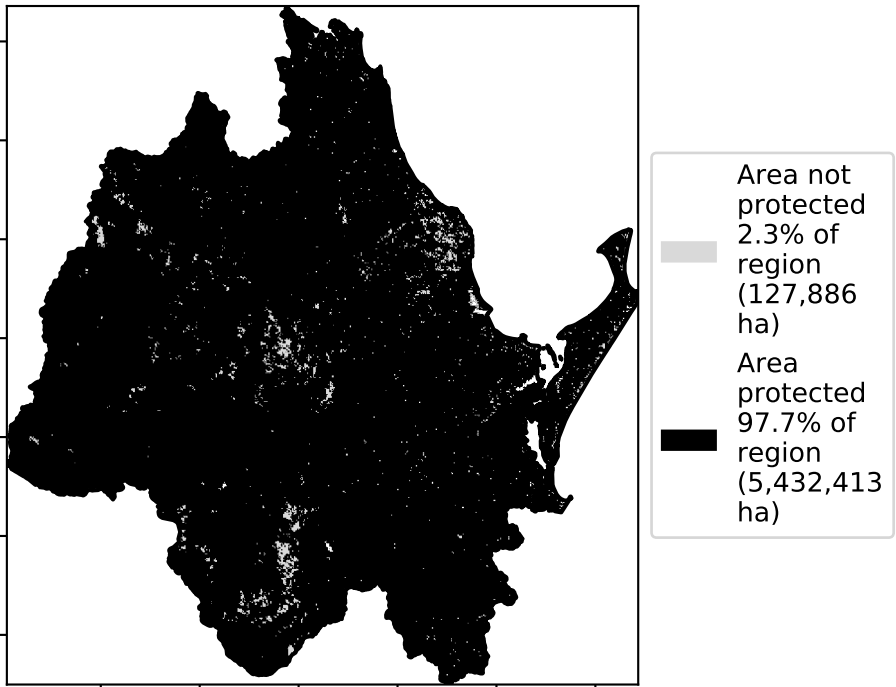 Area not
protected
2.3% of
region
(127,886
ha)
Area
protected
97.7% of
region
(5,432,413
ha)